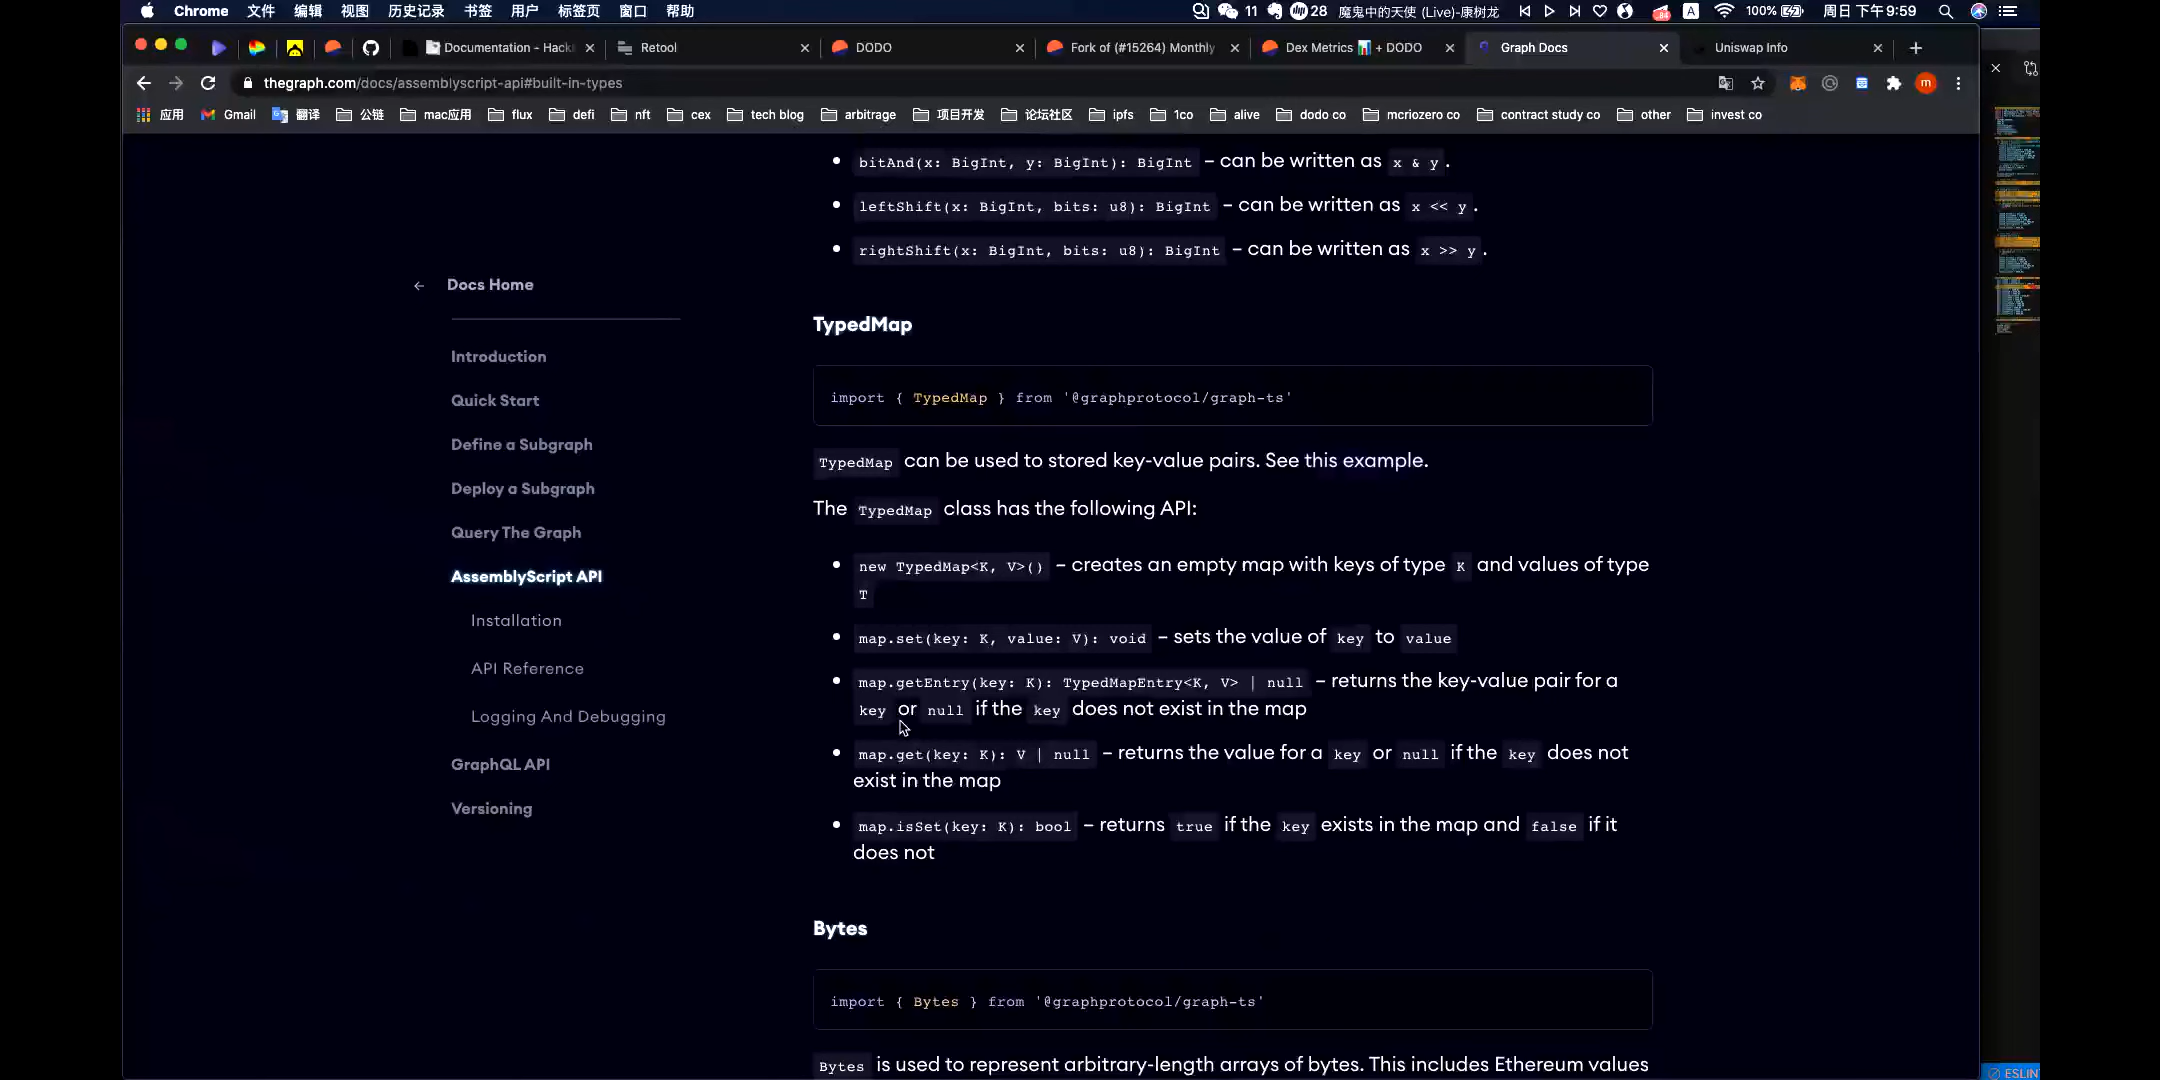 Chrome 文件 编辑 视图 历史记录 书签 用户 标签页 窗口 帮助 11 28 魔鬼中的天使 (Live)-康树龙 A 100% 周日 下午9:59
Documentation - Hack Retool DODO Fork of (#15264) Monthly Dex Metrics + DODO Graph Docs Uniswap Info
thegraph.com/docs/assemblyscript-api#built-in-types m
应用 Gmail 翻译 公链 mac应用 flux defi nft cex tech blog arbitrage 项目开发 论坛社区 ipfs 1co alive dodo co mcriozero co contract study co other invest co
bitAnd(x: BigInt, y: BigInt): BigInt – can be written as x & y.
leftShift(x: BigInt, bits: u8): BigInt – can be written as x << y.
rightShift(x: BigInt, bits: u8): BigInt – can be written as x >> y.
← Docs Home
Introduction
Quick Start
Define a Subgraph
Deploy a Subgraph
Query The Graph
AssemblyScript API
Installation
API Reference
Logging And Debugging
GraphQL API
Versioning
TypedMap
import { TypedMap } from '@graphprotocol/graph-ts'
TypedMap can be used to stored key-value pairs. See this example.
The TypedMap class has the following API:
new TypedMap<K, V>() – creates an empty map with keys of type K and values of type
T
map.set(key: K, value: V): void – sets the value of key to value
map.getEntry(key: K): TypedMapEntry<K, V> | null – returns the key-value pair for a
key or null if the key does not exist in the map
map.get(key: K): V | null – returns the value for a key or null if the key does not
exist in the map
map.isSet(key: K): bool – returns true if the key exists in the map and false if it
does not
Bytes
import { Bytes } from '@graphprotocol/graph-ts'
Bytes is used to represent arbitrary-length arrays of bytes. This includes Ethereum values
ESLIN